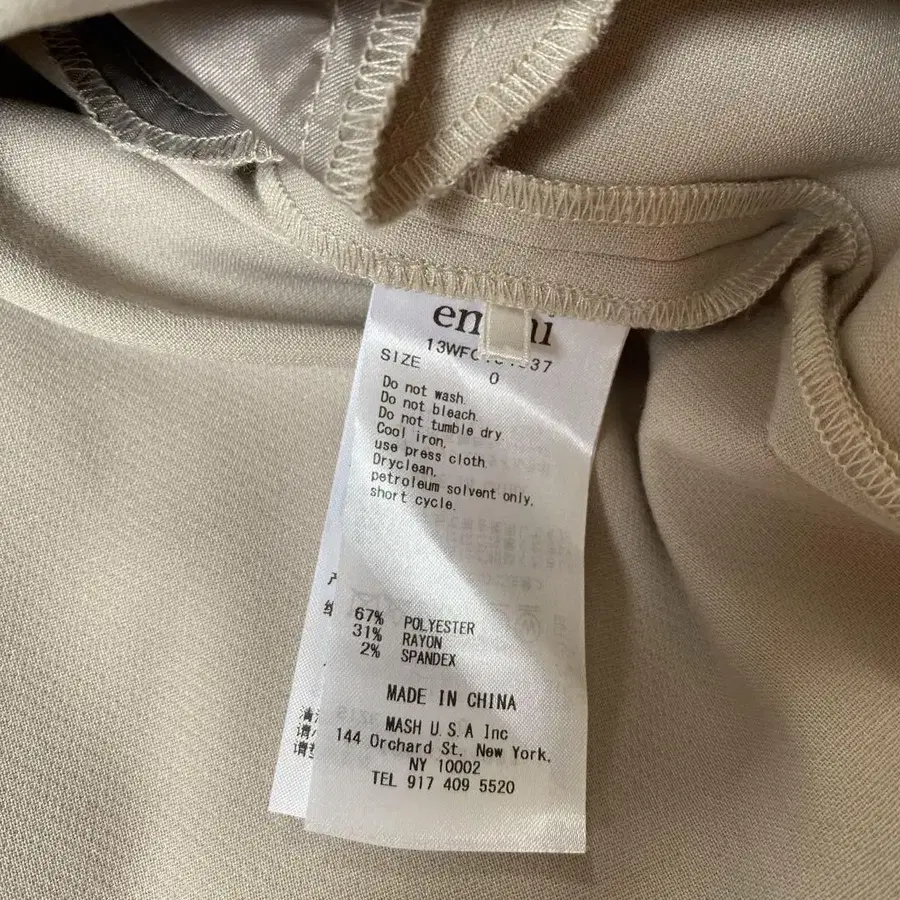 SIZE
0
Do not wash.
Do not bleach.
Do not tumble dry.
Cool iron,
use press cloth.
Dryclean,
petroleum solvent only,
short cycle.
67% POLYESTER
31% RAYON
2% SPANDEX
MADE IN CHINA
MASH U.S.A Inc
144 Orchard St, New York,
NY 10002
TEL 917 409 5520